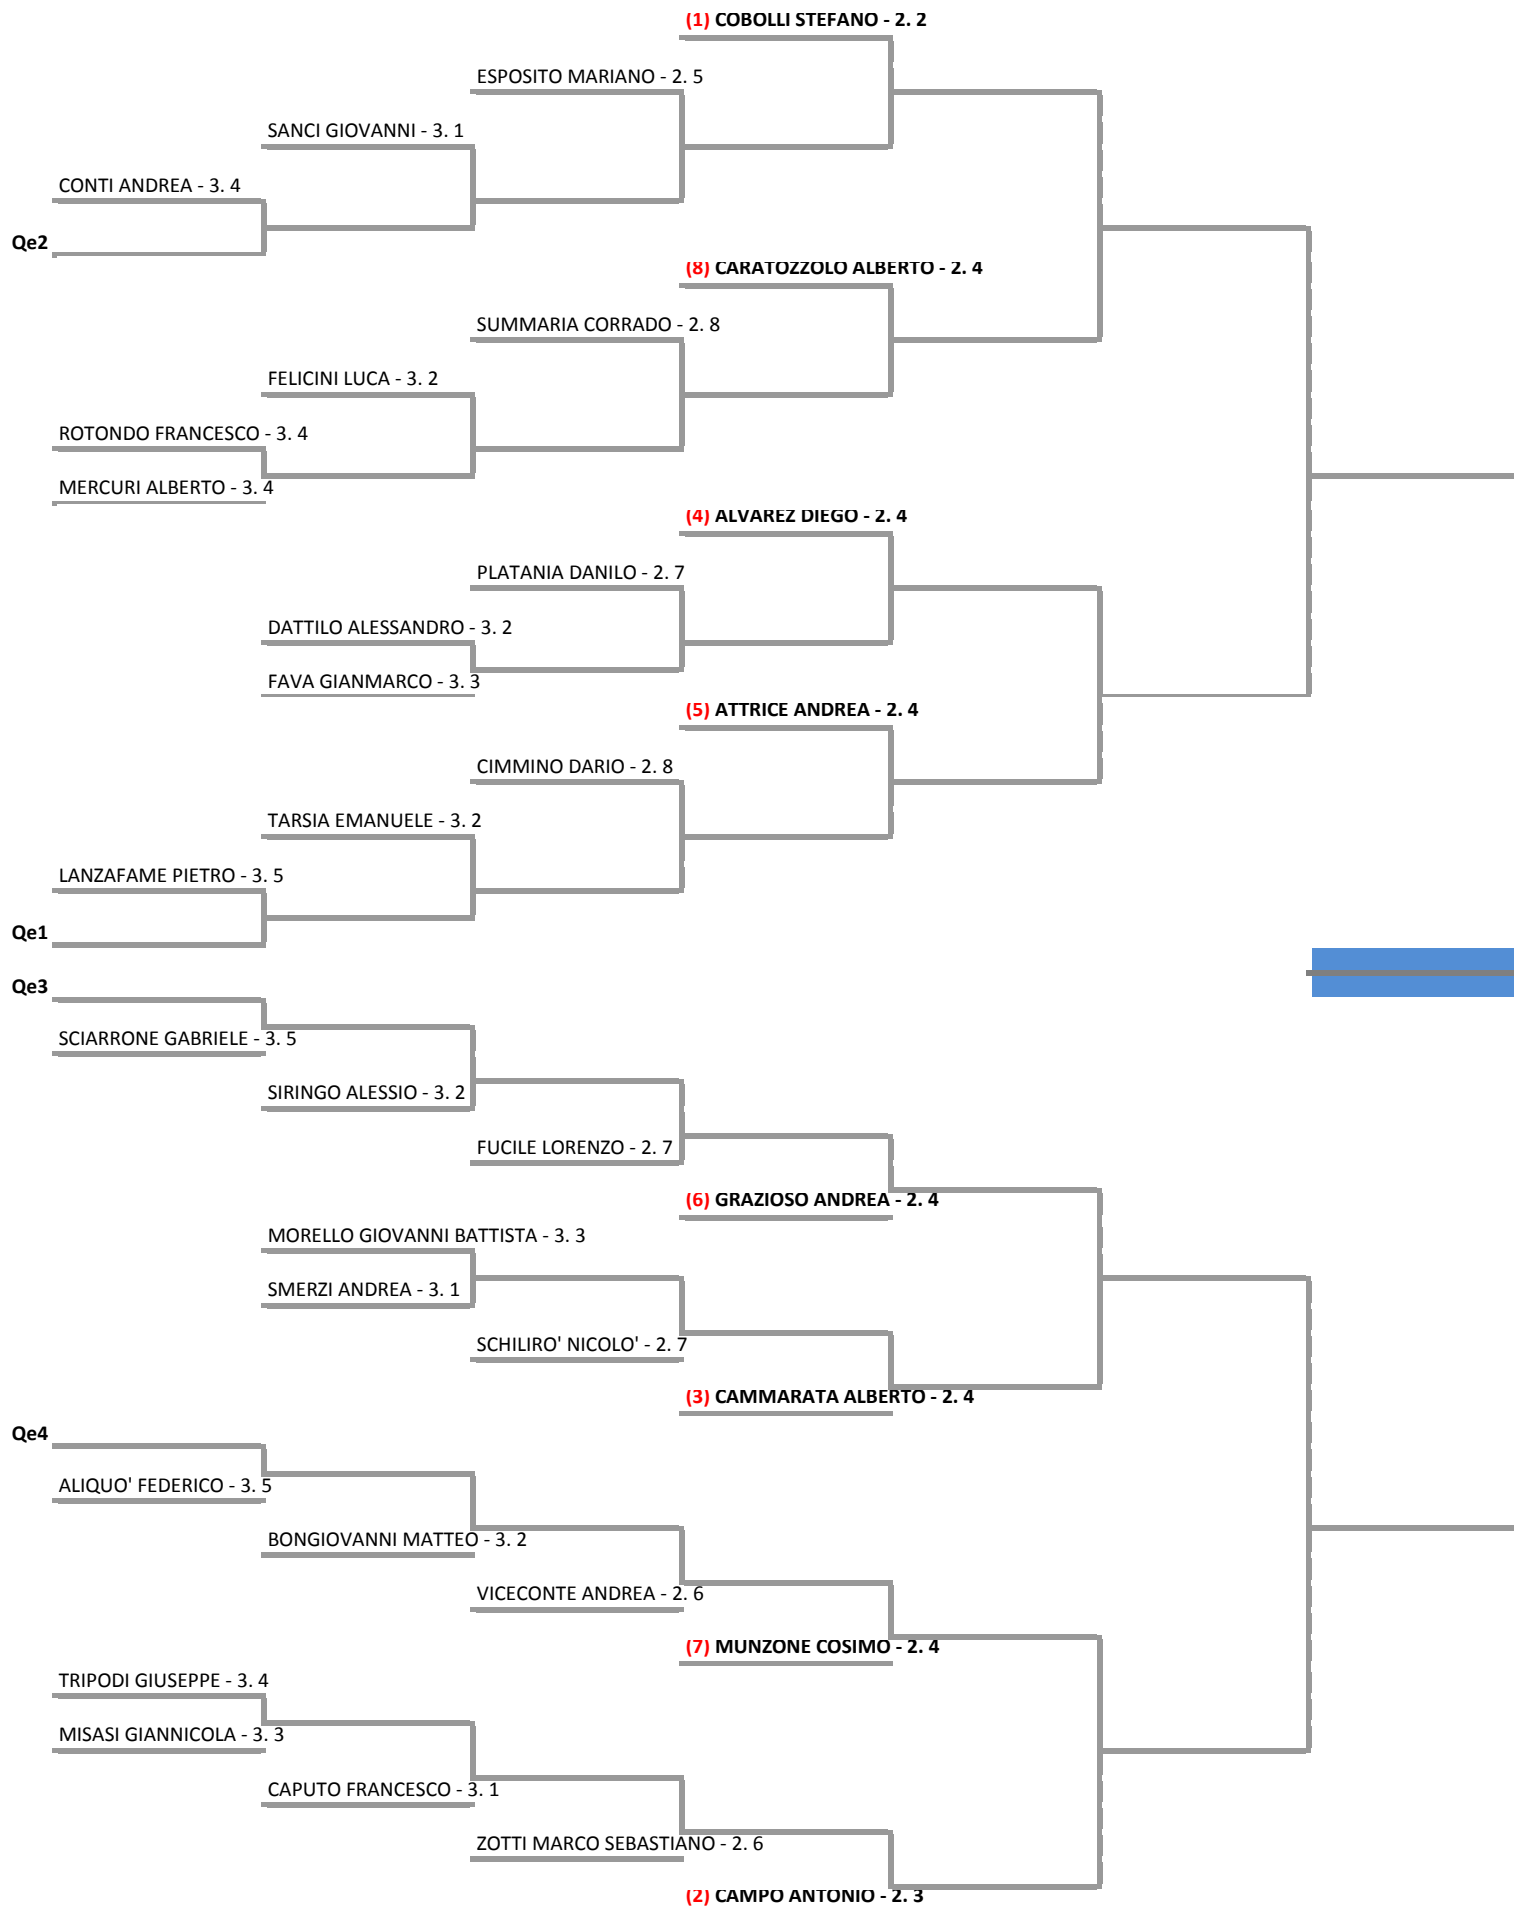 (1) COBOLLI STEFANO - 2. 2
ESPOSITO MARIANO - 2. 5
SANCI GIOVANNI - 3. 1
CONTI ANDREA - 3. 4
Qe2
(8) CARATOZZOLO ALBERTO - 2. 4
SUMMARIA CORRADO - 2. 8
FELICINI LUCA - 3. 2
ROTONDO FRANCESCO - 3. 4
MERCURI ALBERTO - 3. 4
(4) ALVAREZ DIEGO - 2. 4
PLATANIA DANILO - 2. 7
DATTILO ALESSANDRO - 3. 2
FAVA GIANMARCO - 3. 3
(5) ATTRICE ANDREA - 2. 4
CIMMINO DARIO - 2. 8
TARSIA EMANUELE - 3. 2
LANZAFAME PIETRO - 3. 5
Qe1
Qe3
SCIARRONE GABRIELE - 3. 5
SIRINGO ALESSIO - 3. 2
FUCILE LORENZO - 2. 7
(6) GRAZIOSO ANDREA - 2. 4
MORELLO GIOVANNI BATTISTA - 3. 3
SMERZI ANDREA - 3. 1
SCHILIRO' NICOLO' - 2. 7
(3) CAMMARATA ALBERTO - 2. 4
Qe4
ALIQUO' FEDERICO - 3. 5
BONGIOVANNI MATTEO - 3. 2
VICECONTE ANDREA - 2. 6
(7) MUNZONE COSIMO - 2. 4
TRIPODI GIUSEPPE - 3. 4
MISASI GIANNICOLA - 3. 3
CAPUTO FRANCESCO - 3. 1
ZOTTI MARCO SEBASTIANO - 2. 6
(2) CAMPO ANTONIO - 2. 3